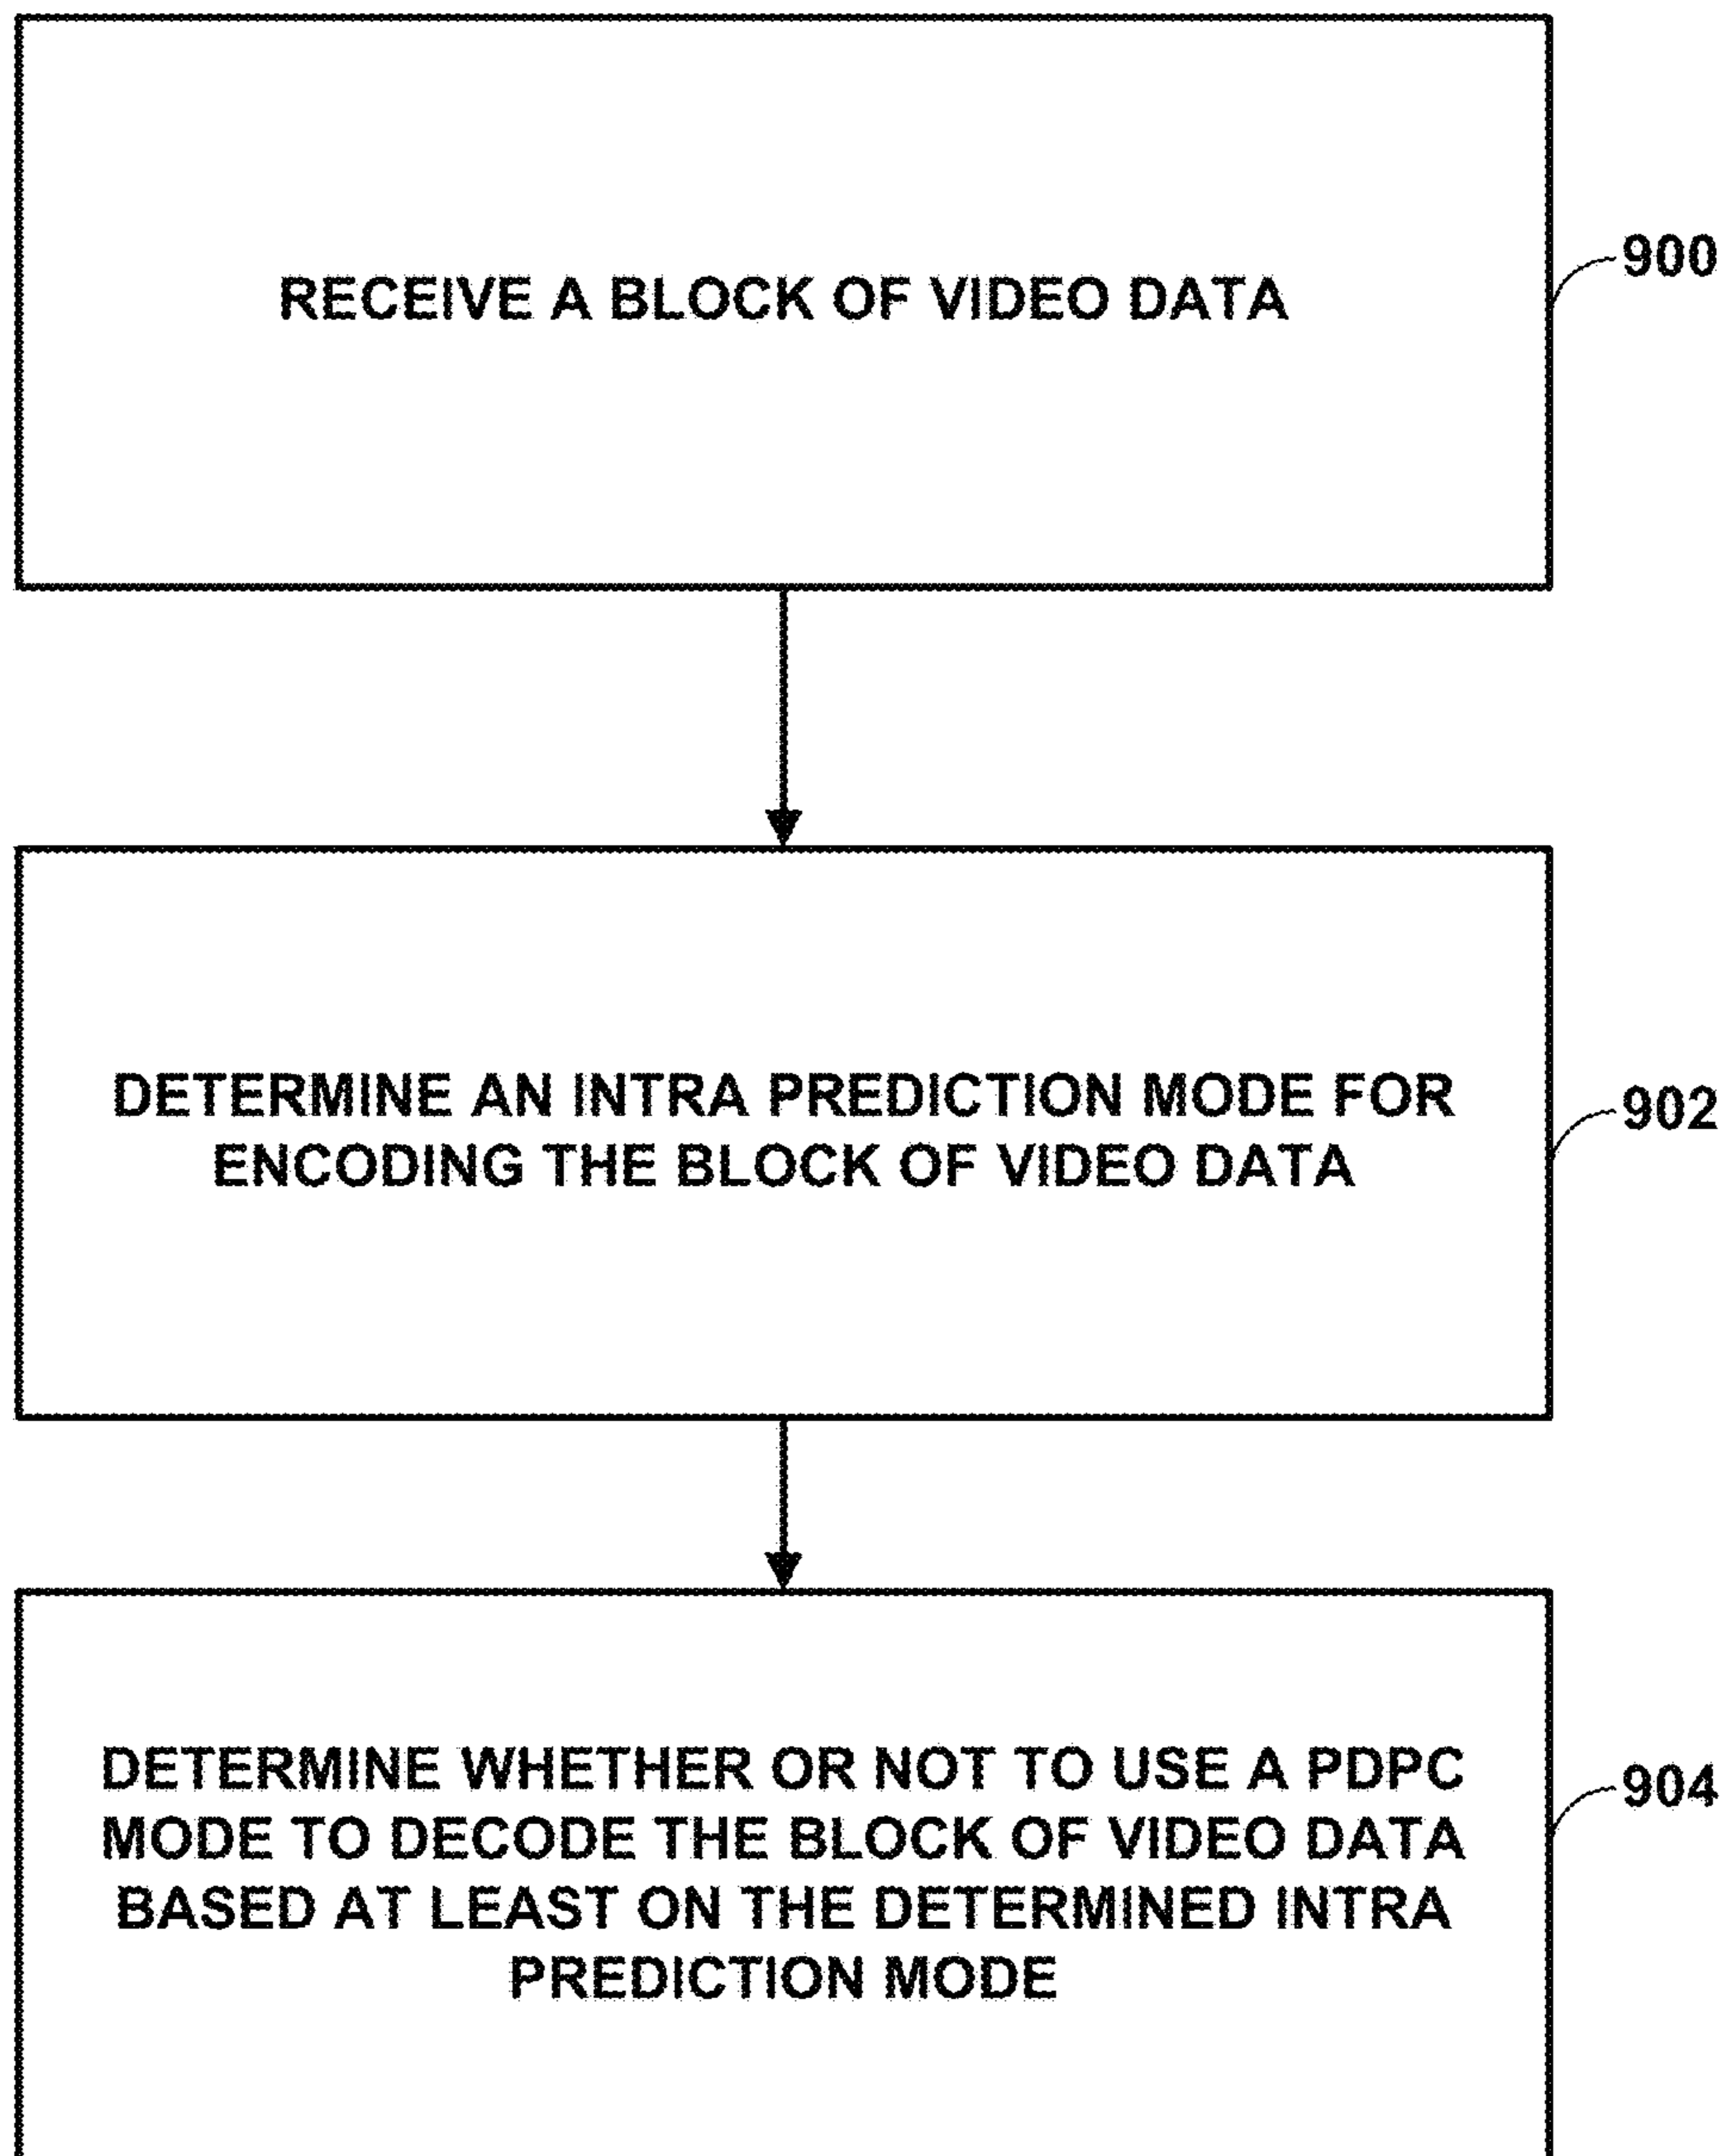 RECEIVE A BLOCK OF VIDEO DATA
900
DETERMINE AN INTRA PREDICTION MODE FOR
ENCODING THE BLOCK OF VIDEO DATA
902
DETERMINE WHETHER OR NOT TO USE A PDPC
MODE TO DECODE THE BLOCK OF VIDEO DATA
BASED AT LEAST ON THE DETERMINED INTRA
PREDICTION MODE
904